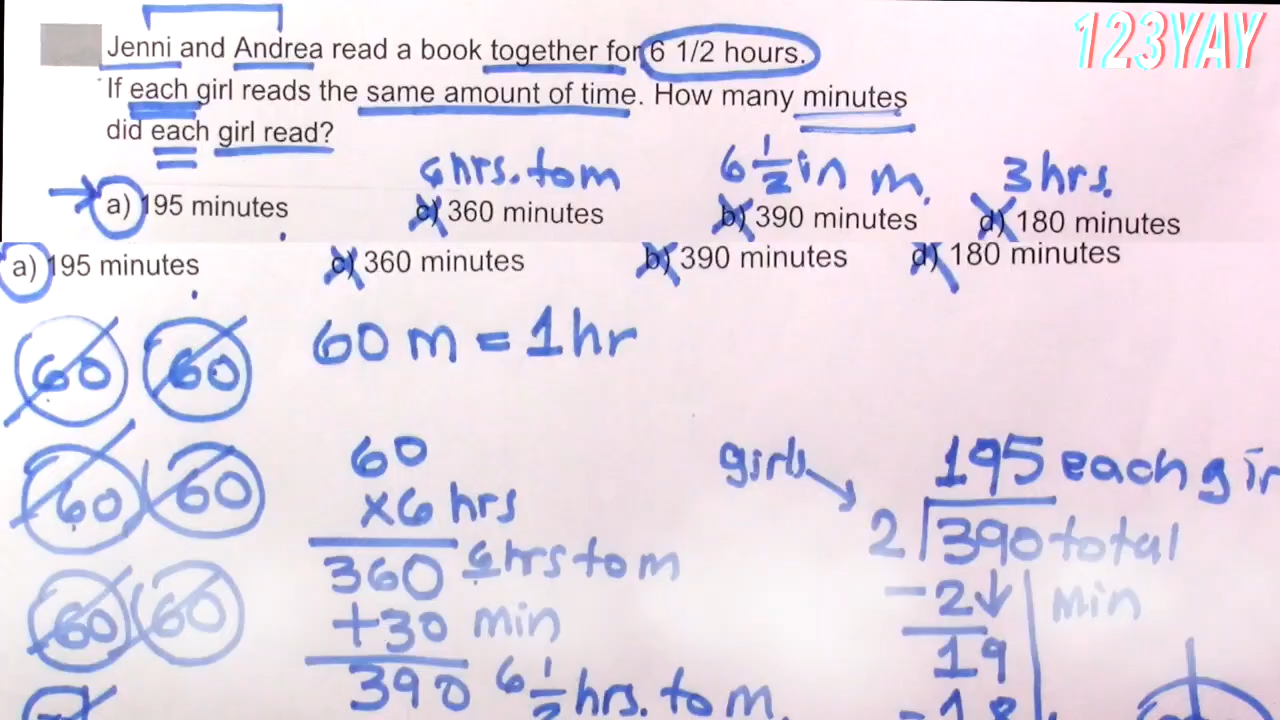 123YAY
Jenni and Andrea read a book together for 6 1/2 hours.
If each girl reads the same amount of time. How many minutes
did each girl read?
6hrs. to m
6 1/2 in m.
3 hrs.
a) 195 minutes c) 360 minutes b) 390 minutes d) 180 minutes
a) 195 minutes c) 360 minutes b) 390 minutes d) 180 minutes
60 60
60 m = 1 hr
60 60
60 60
60
x6 hrs
360 6 hrs to m
+30 min
390 6 1/2 hrs. to m.
girls
195 each gir
2 390 total
-2 min
19
-18